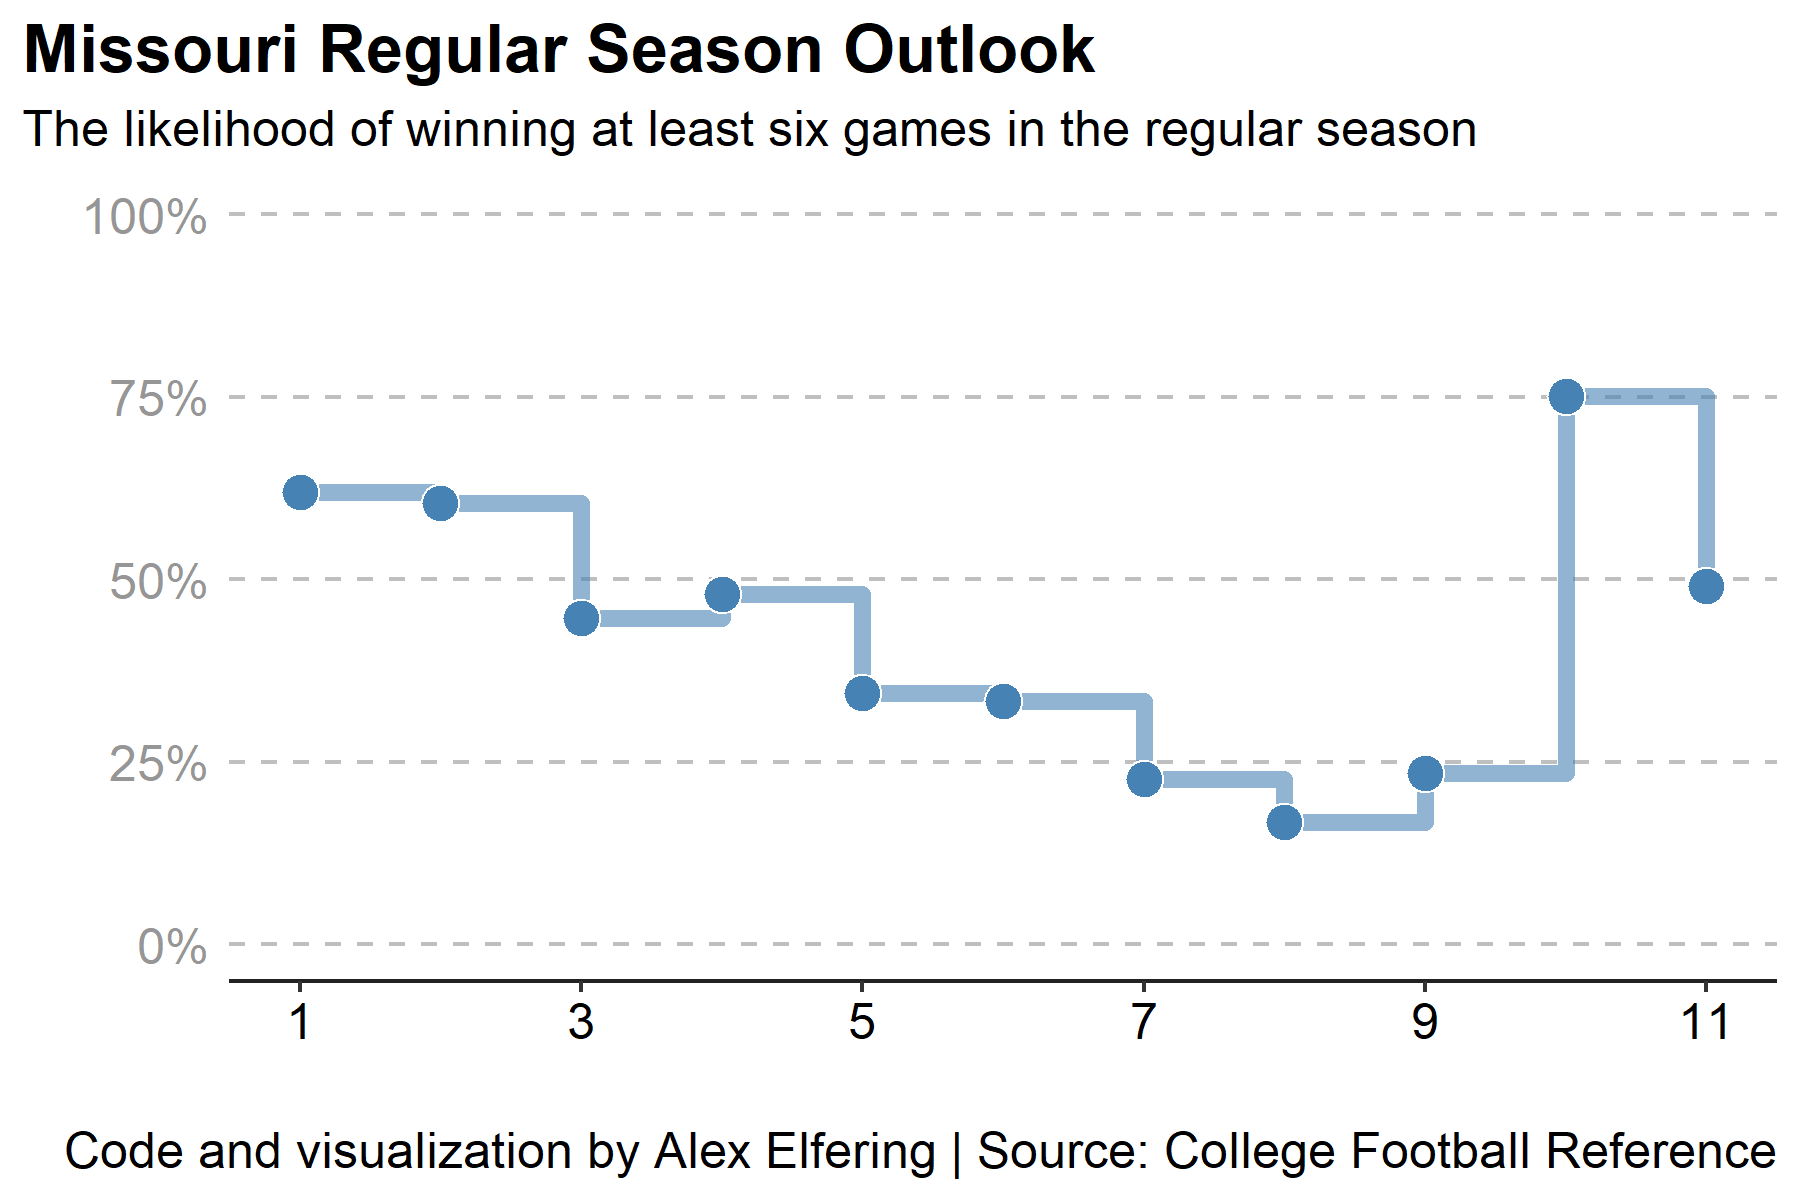 Missouri Regular Season Outlook
The likelihood of winning at least six games in the regular season
100%
75%
50%
25%
0%
1 3 5 7 9 11
Code and visualization by Alex Elfering | Source: College Football Reference